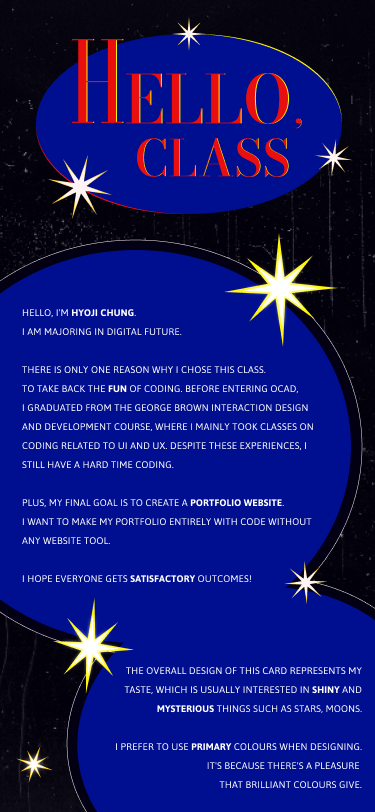 HELLO,
CLASS
HELLO, I'M HYOJI CHUNG.
I AM MAJORING IN DIGITAL FUTURE.
THERE IS ONLY ONE REASON WHY I CHOSE THIS CLASS.
TO TAKE BACK THE FUN OF CODING. BEFORE ENTERING OCAD,
I GRADUATED FROM THE GEORGE BROWN INTERACTION DESIGN
AND DEVELOPMENT COURSE, WHERE I MAINLY TOOK CLASSES ON
CODING RELATED TO UI AND UX. DESPITE THESE EXPERIENCES, I
STILL HAVE A HARD TIME CODING.
PLUS, MY FINAL GOAL IS TO CREATE A PORTFOLIO WEBSITE.
I WANT TO MAKE MY PORTFOLIO ENTIRELY WITH CODE WITHOUT
ANY WEBSITE TOOL.
I HOPE EVERYONE GETS SATISFACTORY OUTCOMES!
THE OVERALL DESIGN OF THIS CARD REPRESENTS MY
TASTE, WHICH IS USUALLY INTERESTED IN SHINY AND
MYSTERIOUS THINGS SUCH AS STARS, MOONS.
I PREFER TO USE PRIMARY COLOURS WHEN DESIGNING.
IT'S BECAUSE THERE'S A PLEASURE
THAT BRILLIANT COLOURS GIVE.